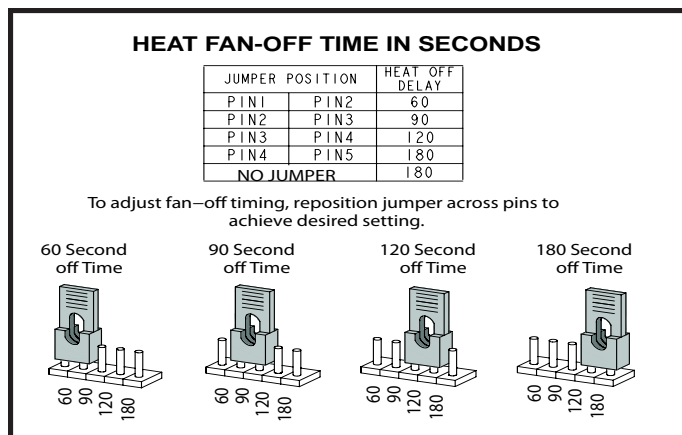 HEAT FAN-OFF TIME IN SECONDS
JUMPER POSITION HEAT OFF DELAY
PIN1 PIN2 60
PIN2 PIN3 90
PIN3 PIN4 120
PIN4 PIN5 180
NO JUMPER 180
To adjust fan–off timing, reposition jumper across pins to
achieve desired setting.
60 Second
off Time
90 Second
off Time
120 Second
off Time
180 Second
off Time
60 90 120 180
60 90 120 180
60 90 120 180
60 90 120 180